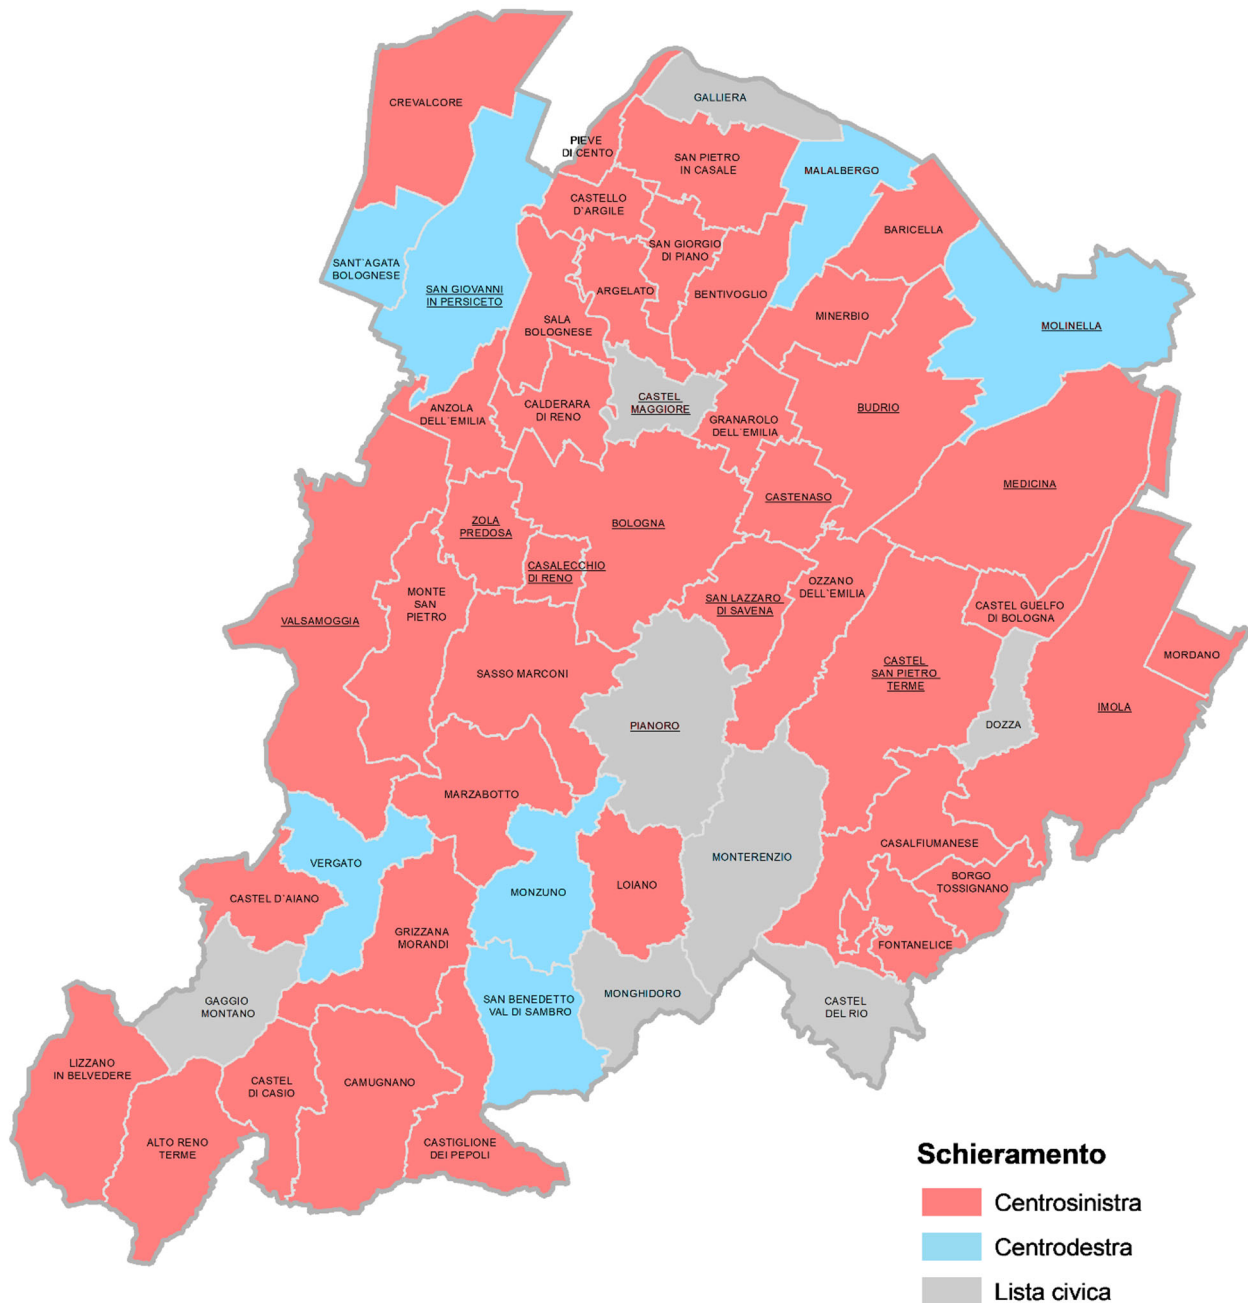 CREVALCORE
GALLIERA
PIEVE
DI CENTO
SAN PIETRO
IN CASALE
MALALBERGO
CASTELLO
D`ARGILE
BARICELLA
SAN GIORGIO
DI PIANO
SANT`AGATA
BOLOGNESE
SAN GIOVANNI
IN PERSICETO
ARGELATO
BENTIVOGLIO
MINERBIO
SALA
BOLOGNESE
MOLINELLA
CASTEL
MAGGIORE
CALDERARA
DI RENO
ANZOLA
DELL`EMILIA
GRANAROLO
DELL`EMILIA
BUDRIO
MEDICINA
CASTENASO
ZOLA
PREDOSA
BOLOGNA
CASALECCHIO
DI RENO
OZZANO
DELL`EMILIA
MONTE
SAN
PIETRO
SAN LAZZARO
DI SAVENA
CASTEL GUELFO
DI BOLOGNA
VALSAMOGGIA
MORDANO
CASTEL
SAN PIETRO
TERME
SASSO MARCONI
IMOLA
PIANORO
DOZZA
MARZABOTTO
CASALFIUMANESE
VERGATO
MONTERENZIO
BORGO
TOSSIGNANO
LOIANO
MONZUNO
CASTEL D`AIANO
GRIZZANA
MORANDI
FONTANELICE
GAGGIO
MONTANO
SAN BENEDETTO
VAL DI SAMBRO
MONGHIDORO
CASTEL
DEL RIO
LIZZANO
IN BELVEDERE
CASTEL
DI CASIO
CAMUGNANO
ALTO RENO
TERME
CASTIGLIONE
DEI PEPOLI
Schieramento
Centrosinistra
Centrodestra
Lista civica